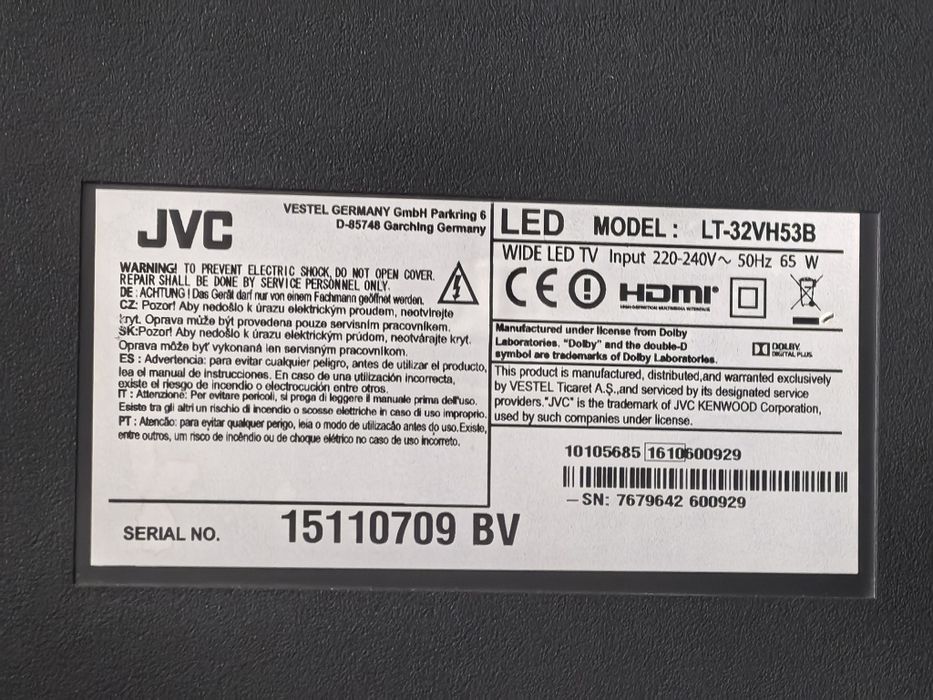 JVC
VESTEL GERMANY GmbH Parkring 6
D-85748 Garching Germany
WARNING! TO PREVENT ELECTRIC SHOCK, DO NOT OPEN COVER.
REPAIR SHALL BE DONE BY SERVICE PERSONNEL ONLY.
DE : ACHTUNG ! Das Gerät darf nur von einem Fachmann geöffnet werden.
CZ: Pozor! Aby nedošlo k úrazu elektrickým proudem, neotvírejte
kryt. Oprava může být provedena pouze servisním pracovníkem.
SK:Pozor! Aby nedošlo k úrazu elektrickým prúdom, neotvárajte kryt.
Oprava môže byť vykonaná len servisným pracovníkom.
ES : Advertencia: para evitar cualquier peligro, antes de utilizar el producto,
lea el manual de instrucciones. En caso de una utilización incorrecta,
existe el riesgo de incendio o electrocución entre otros.
IT : Attenzione: Per evitare pericoli, si prega di leggere il manuale prima dell'uso.
Esiste tra gli altri un rischio di incendio o scosse elettriche in caso di uso improprio.
PT : Atencão: para evitar qualquer perigo, leia o modo de utilizacão antes do uso.Existe,
entre outros, um risco de incêndio ou de choque elétrico no caso de uso incorreto.
SERIAL NO. 15110709 BV
LED MODEL : LT-32VH53B
WIDE LED TV Input 220-240V~ 50Hz 65 W
CE HDMI
HIGH-DEFINITION MULTIMEDIA INTERFACE
Manufactured under license from Dolby
Laboratories. "Dolby" and the double-D
symbol are trademarks of Dolby Laboratories.
DOLBY
DIGITAL PLUS
This product is manufactured, distributed,and warranted exclusively
by VESTEL Ticaret A.Ş.,and serviced by its designated service
providers."JVC" is the trademark of JVC KENWOOD Corporation,
used by such companies under license.
10105685 1610600929
SN: 7679642 600929